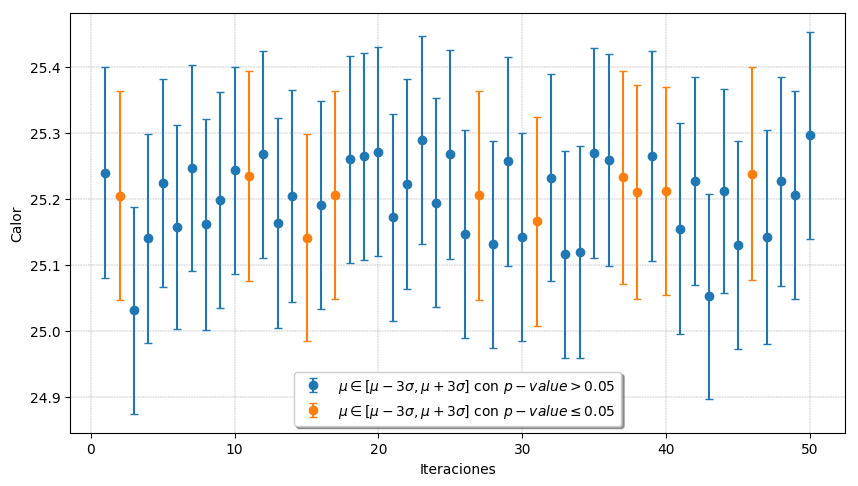 25.4
25.3
25.2
25.1
25.0
24.9
Calor
μ ∈ [μ − 3σ, μ + 3σ] con p − value > 0.05
μ ∈ [μ − 3σ, μ + 3σ] con p − value ≤ 0.05
0 10 20 30 40 50
Iteraciones